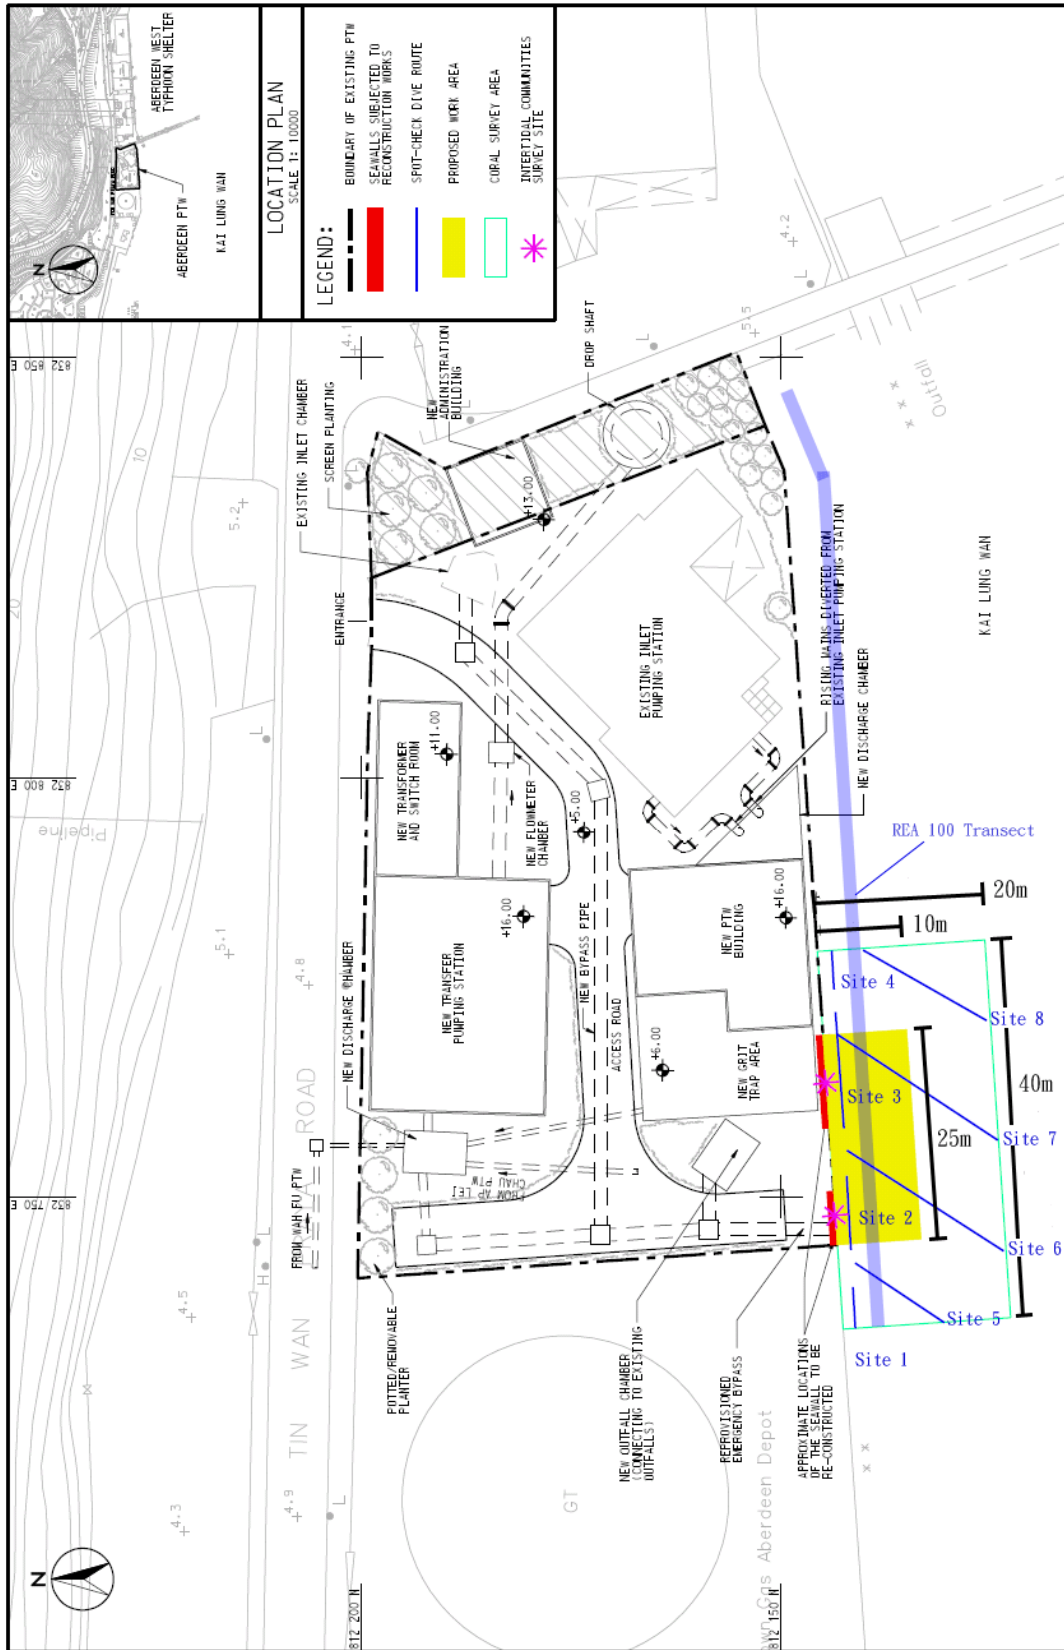 ABERDEEN WEST
TYPHOON SHELTER
ABERDEEN PTW
KAI LUNG WAN
N
LOCATION PLAN
SCALE 1: 10000
LEGEND:
BOUNDARY OF EXISTING PTW
SEAWALLS SUBJECTED TO
RECONSTRUCTION WORKS
SPOT-CHECK DIVE ROUTE
PROPOSED WORK AREA
CORAL SURVEY AREA
INTERTIDAL COMMUNITIES
SURVEY SITE
832 850 E
832 800 E
832 750 E
812 200 N
812 150 N
20
10
5.2
5.1
4.8
4.5
4.3
4.9
4.1
4.2
5.5
L
L
L
L
L
L
L
L
H
Pipeline
TIN WAN ROAD
EXISTING INLET CHAMBER
SCREEN PLANTING
NEW
ADMINISTRATION
BUILDING
DROP SHAFT
ENTRANCE
+13.00
Outfall
NEW TRANSFORMER
AND SWITCH ROOM
+11.00
NEW FLOWMETER
CHAMBER
+5.00
EXISTING INLET
PUMPING STATION
RISING MAINS DIVERTED FROM
EXISTING INLET PUMPING STATION
NEW DISCHARGE CHAMBER
KAI LUNG WAN
NEW DISCHARGE CHAMBER
NEW TRANSFER
PUMPING STATION
+16.00
NEW BYPASS PIPE
ACCESS ROAD
NEW PTW
BUILDING
+16.00
+6.00
NEW GRIT
TRAP AREA
FROM WAH FU PTW
FROM AP LEI
CHAU PTW
POTTED/REMOVABLE
PLANTER
NEW OUTFALL CHAMBER
(CONNECTING TO EXISTING
OUTFALLS)
REPROVISIONED
EMERGENCY BYPASS
APPROXIMATE LOCATIONS
OF THE SEAWALL TO BE
RE-CONSTRUCTED
GT
Gas Aberdeen Depot
N
REA 100 Transect
20m
10m
Site 4
Site 8
Site 3
40m
25m
Site 7
Site 2
Site 6
Site 5
Site 1